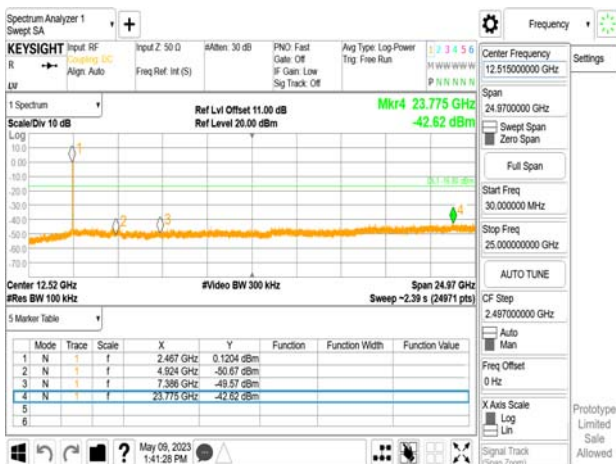 Spectrum Analyzer 1
Swept SA
Frequency
KEYSIGHT Input: RF Input Z: 50 Ω #Atten: 30 dB PNO: Fast Avg Type: Log-Power 1 2 3 4 5 6
R Coupling: DC Gate: Off Trig: Free Run M W W W W W
Align: Auto Freq Ref: Int (S) IF Gain: Low
Sig Track: Off P N N N N N
1 Spectrum
Ref Lvl Offset 11.00 dB Mkr4 23.775 GHz
Scale/Div 10 dB Ref Level 20.00 dBm -42.62 dBm
Log
10.0
0.00
-10.0
-20.0
-30.0
-40.0
-50.0
-60.0
-70.0
1
2
3
4
Center 12.52 GHz #Video BW 300 kHz Span 24.97 GHz
#Res BW 100 kHz Sweep ~2.39 s (24971 pts)
5 Marker Table
Mode Trace Scale X Y Function Function Width Function Value
1 N 1 f 2.467 GHz 0.1204 dBm
2 N 1 f 4.924 GHz -50.67 dBm
3 N 1 f 7.386 GHz -49.57 dBm
4 N 1 f 23.775 GHz -42.62 dBm
5
6
May 09, 2023
1:41:28 PM
Center Frequency
12.515000000 GHz
Settings
Span
24.9700000 GHz
Swept Span
Zero Span
Full Span
Start Freq
30.000000 MHz
Stop Freq
25.000000000 GHz
AUTO TUNE
CF Step
2.497000000 GHz
Auto
Man
Freq Offset
0 Hz
X Axis Scale
Log
Lin
Signal Track
(Span Zoom)
Prototype
Limited
Sale
Allowed